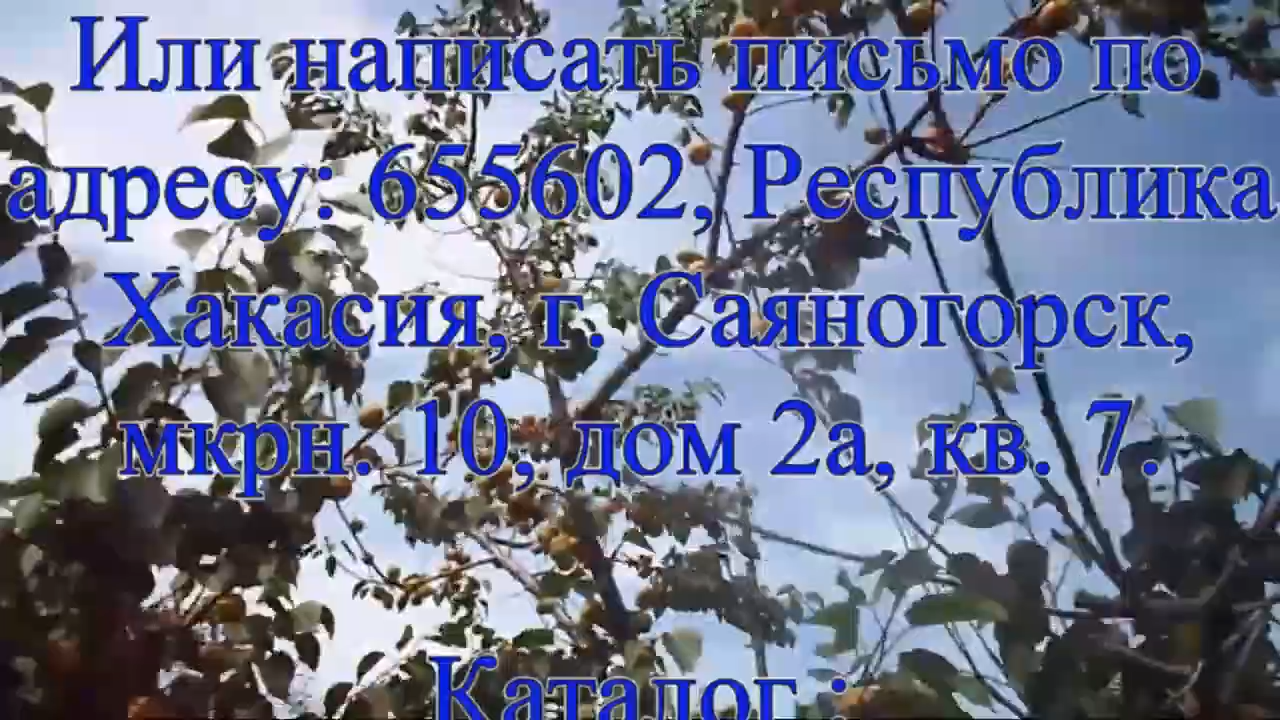 Или написать письмо по
адресу: 655602, Республика
Хакасия, г. Саяногорск,
мкрн. 10, дом 2а, кв. 7.
Каталог :